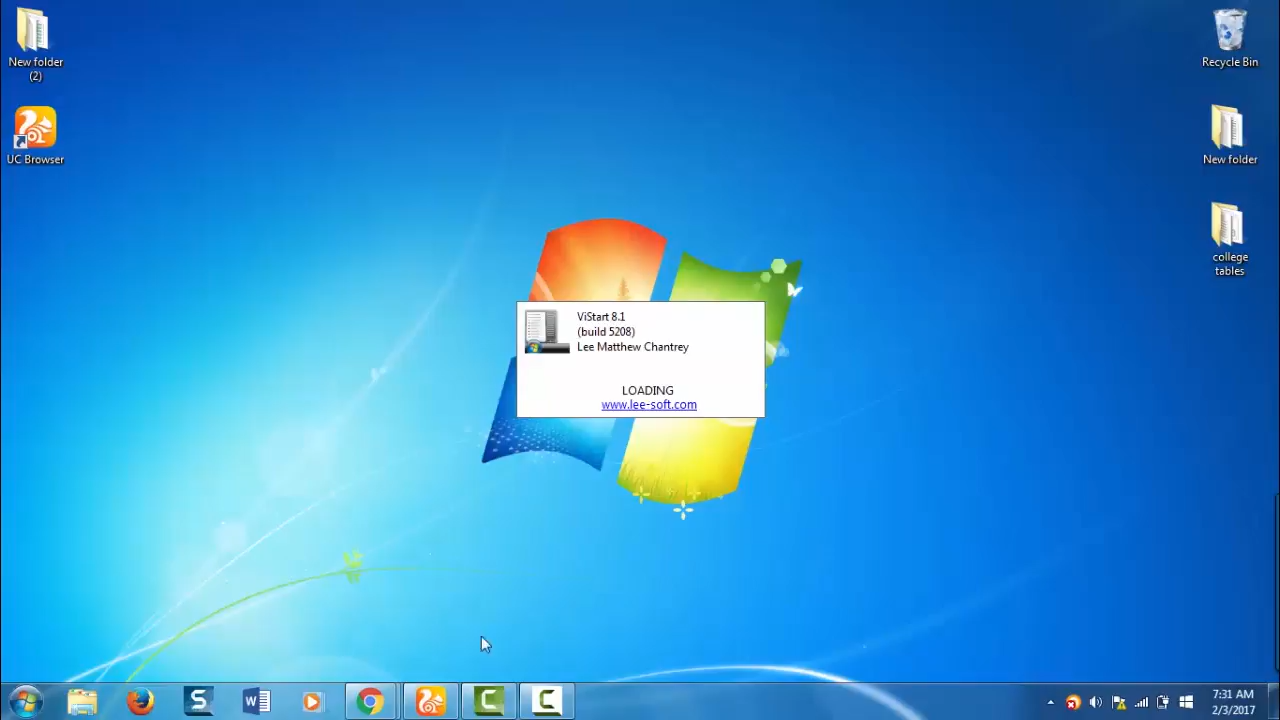 New folder
(2)
UC Browser
Recycle Bin
New folder
college
tables
ViStart 8.1
(build 5208)
Lee Matthew Chantrey
LOADING
www.lee-soft.com
S
W
C
C
7:31 AM
2/3/2017